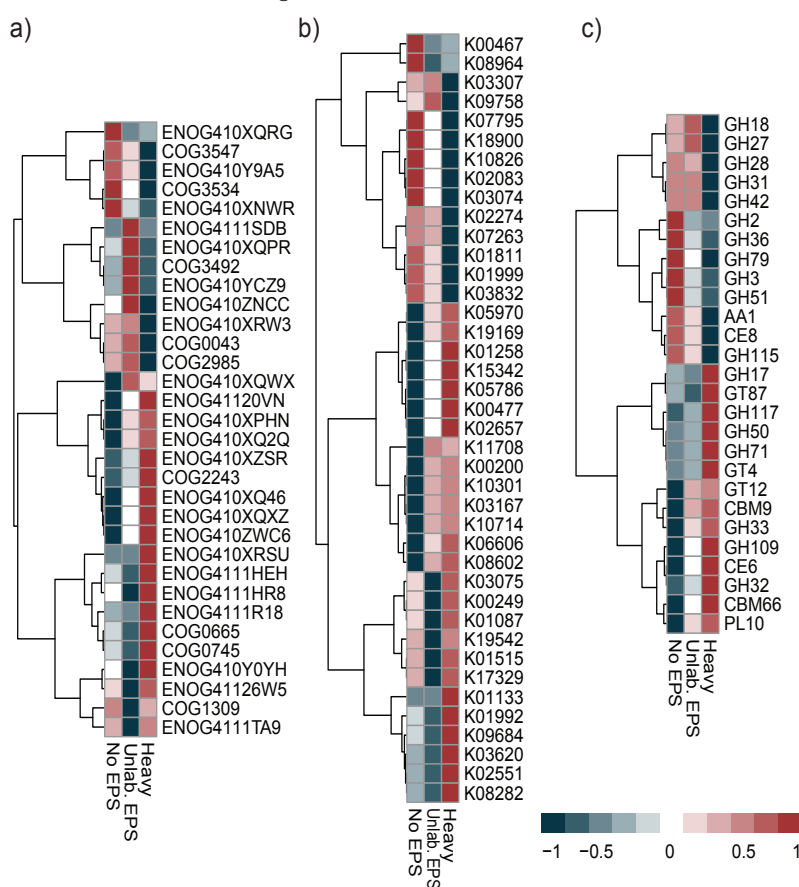 a)
ENOG410XQRG
COG3547
ENOG410Y9A5
COG3534
ENOG410XNWR
ENOG4111SDB
ENOG410XQPR
COG3492
ENOG410YCZ9
ENOG410ZNCC
ENOG410XRW3
COG0043
COG2985
ENOG410XQWX
ENOG41120VN
ENOG410XPHN
ENOG410XQ2Q
ENOG410XZSR
COG2243
ENOG410XQ46
ENOG410XQXZ
ENOG410ZWC6
ENOG410XRSU
ENOG4111HEH
ENOG4111HR8
ENOG4111R18
COG0665
COG0745
ENOG410Y0YH
ENOG41126W5
COG1309
ENOG4111TA9
No EPS
Unlab. EPS
Heavy
b)
K00467
K08964
K03307
K09758
K07795
K18900
K10826
K02083
K03074
K02274
K07263
K01811
K01999
K03832
K05970
K19169
K01258
K15342
K05786
K00477
K02657
K11708
K00200
K10301
K03167
K10714
K06606
K08602
K03075
K00249
K01087
K19542
K01515
K17329
K01133
K01992
K09684
K03620
K02551
K08282
No EPS
Unlab. EPS
Heavy
c)
GH18
GH27
GH28
GH31
GH42
GH2
GH36
GH79
GH3
GH51
AA1
CE8
GH115
GH17
GT87
GH117
GH50
GH71
GT4
GT12
CBM9
GH33
GH109
CE6
GH32
CBM66
PL10
No EPS
Unlab. EPS
Heavy
−1 −0.5 0 0.5 1